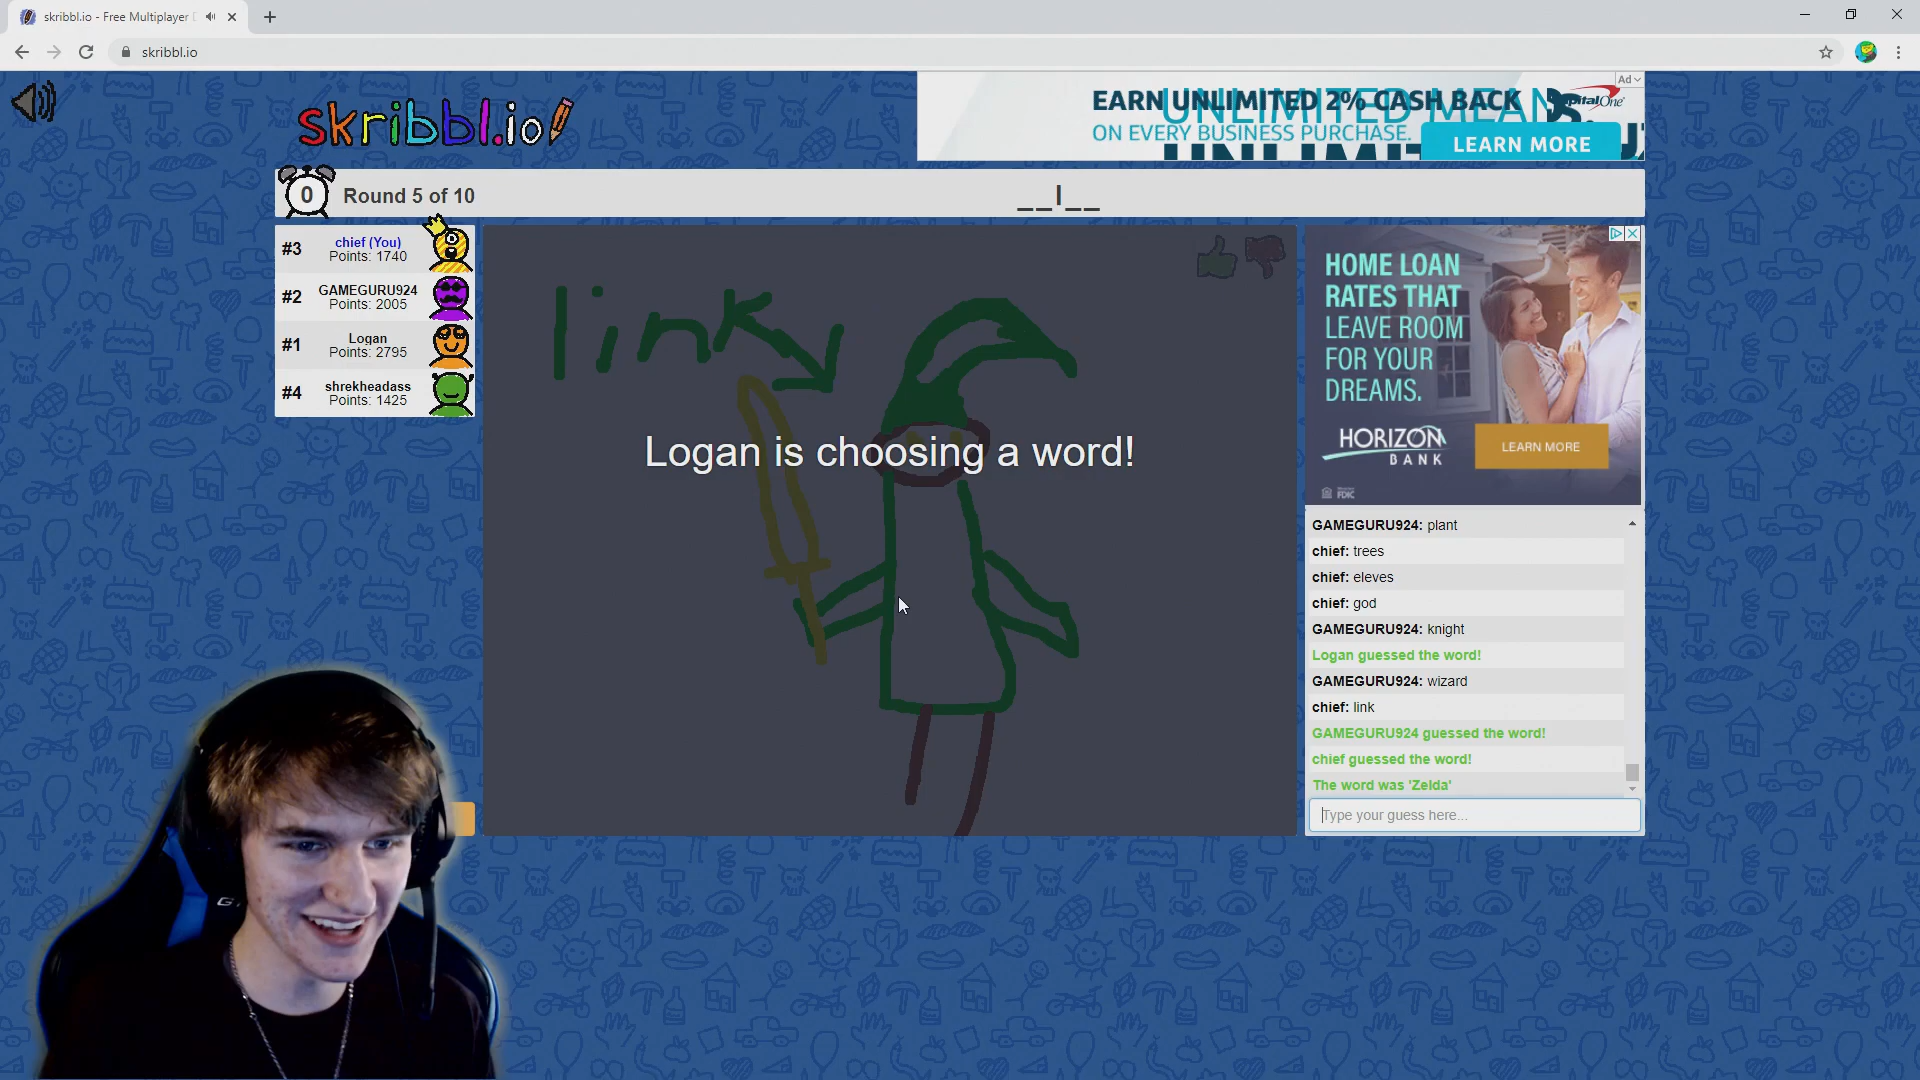 skribbl.io - Free Multiplayer
skribbl.io
skribbl.io
Ad
EARN UNLIMITED 2% CASH BACK
ON EVERY BUSINESS PURCHASE.
UNLIMITED MEANS
Capital One
LEARN MORE
0
Round 5 of 10
__l__
#3 chief (You)
Points: 1740
#2 GAMEGURU924
Points: 2005
#1 Logan
Points: 2795
#4 shrekheadass
Points: 1425
link
Logan is choosing a word!
HOME LOAN
RATES THAT
LEAVE ROOM
FOR YOUR
DREAMS.
HORIZON
BANK
LEARN MORE
FDIC
GAMEGURU924: plant
chief: trees
chief: eleves
chief: god
GAMEGURU924: knight
Logan guessed the word!
GAMEGURU924: wizard
chief: link
GAMEGURU924 guessed the word!
chief guessed the word!
The word was 'Zelda'
Type your guess here...